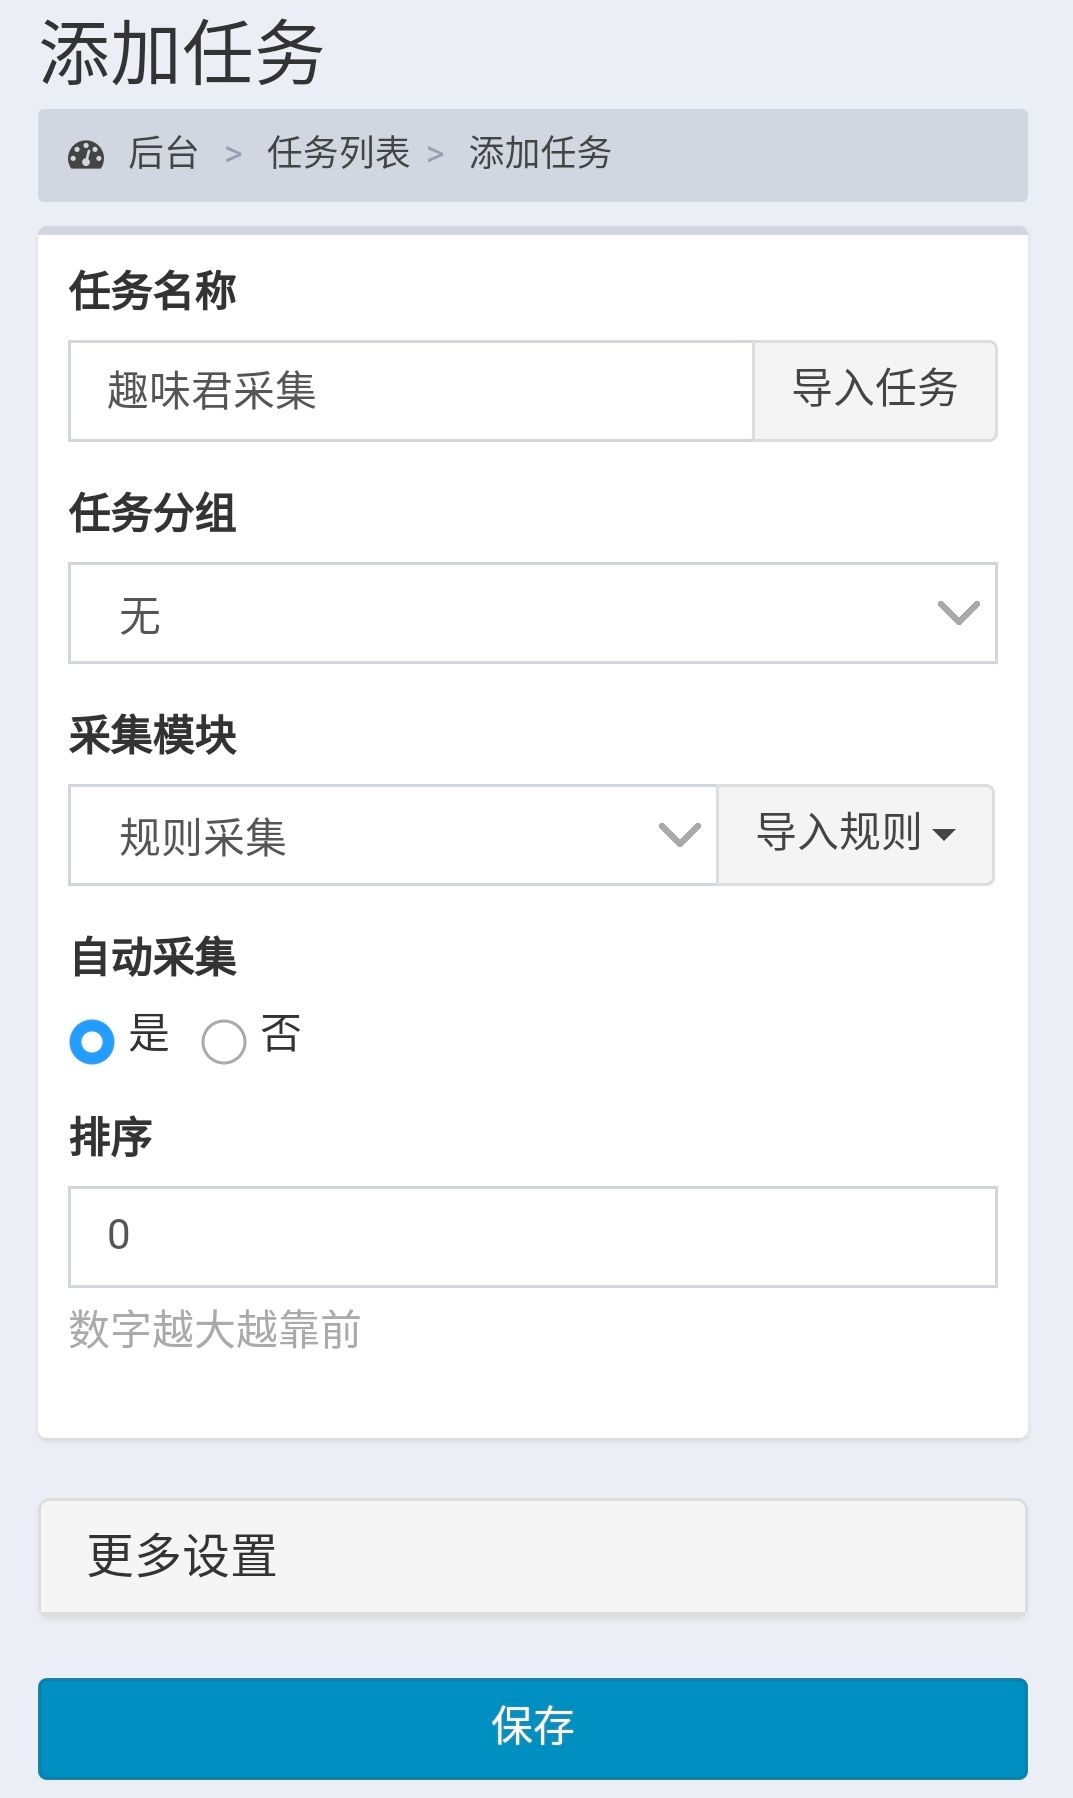 添加任务
后台 > 任务列表 > 添加任务
任务名称
趣味君采集 导入任务
任务分组
无
采集模块
规则采集 导入规则
自动采集
是 否
排序
0
数字越大越靠前
更多设置
保存